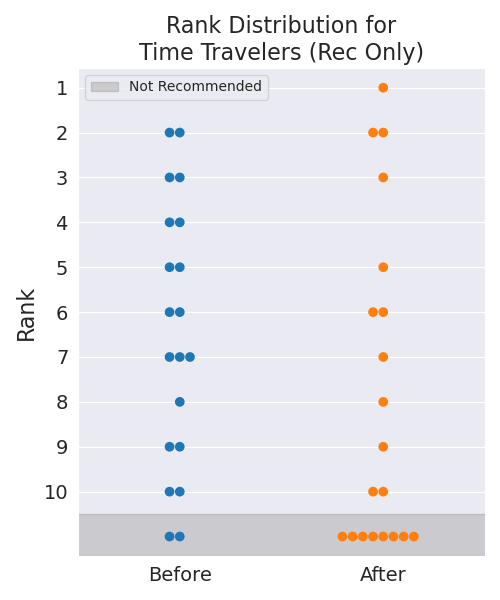 Rank Distribution for
Time Travelers (Rec Only)
Not Recommended
1
2
3
4
5
6
7
8
9
10
Rank
Before After